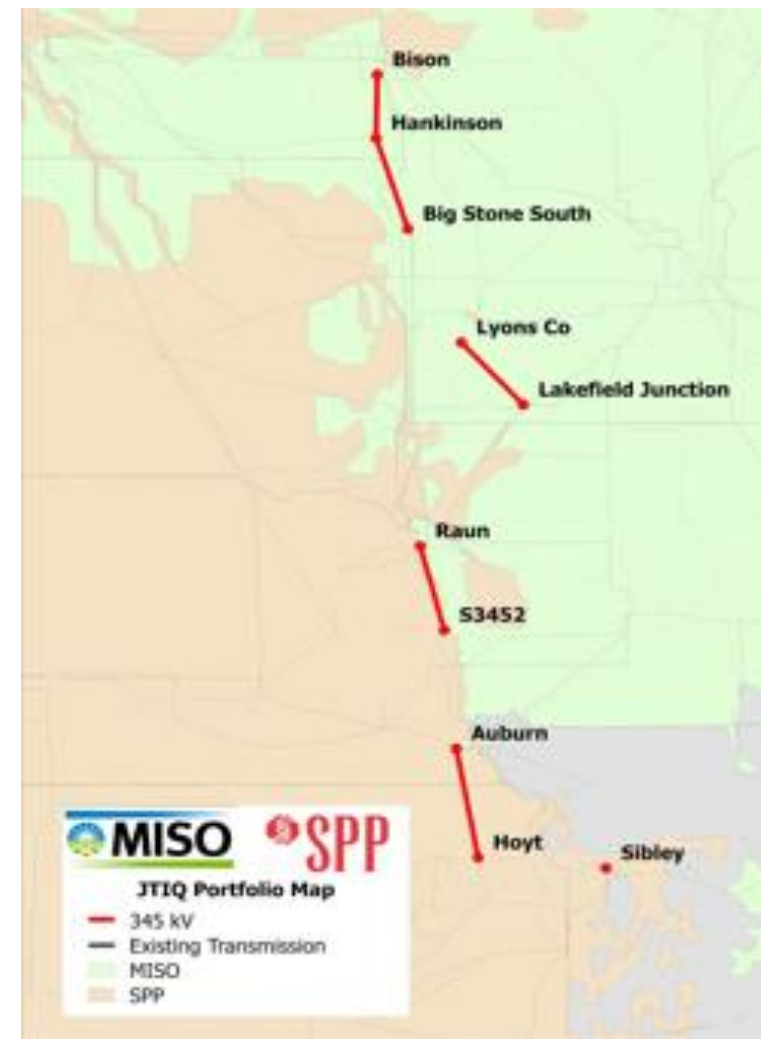 Bison
Hankinson
Big Stone South
Lyons Co
Lakefield Junction
Raun
S3452
Auburn
Hoyt
Sibley
MISO SPP
JTIQ Portfolio Map
345 kV
Existing Transmission
MISO
SPP